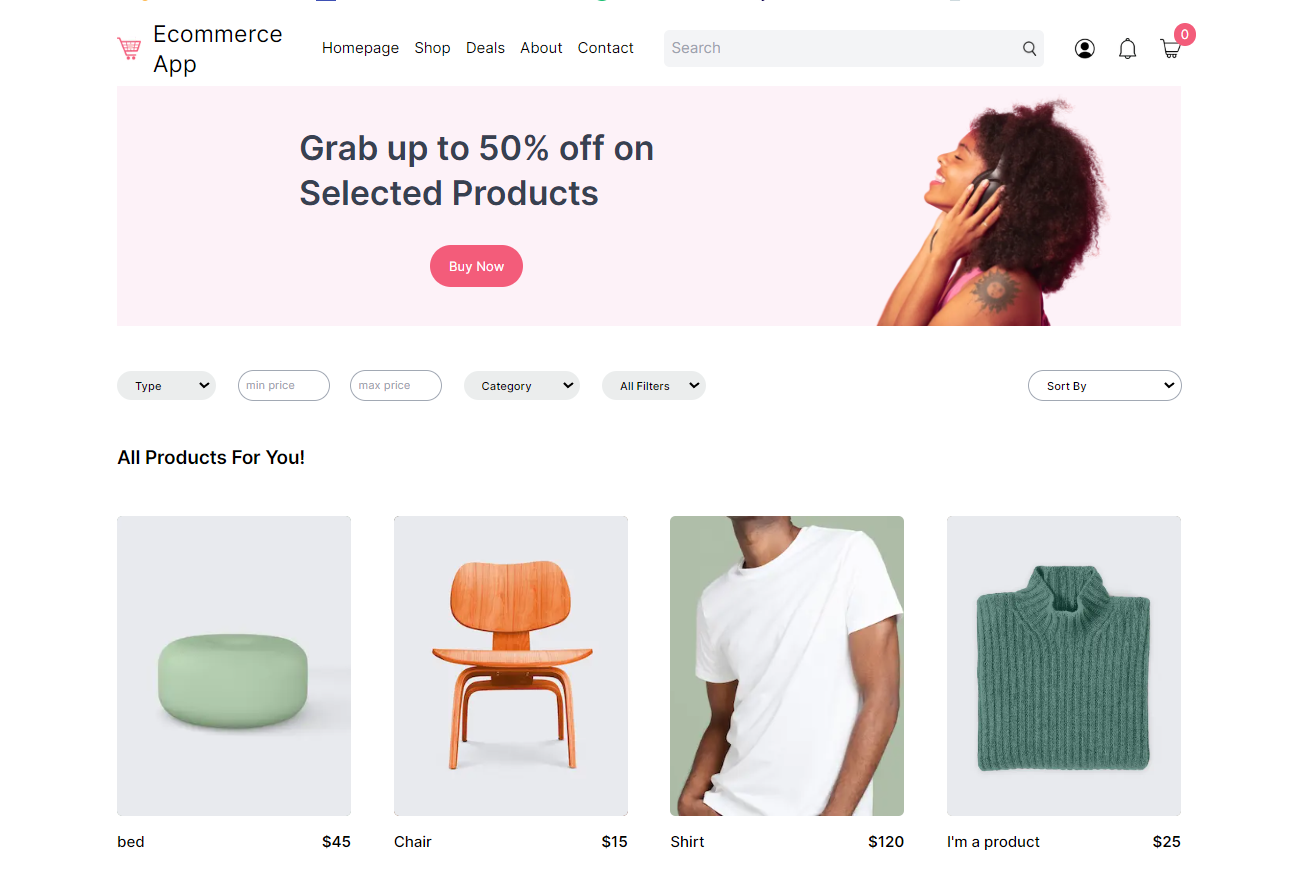 Ecommerce
App
Homepage Shop Deals About Contact
Search
0
Grab up to 50% off on
Selected Products
Buy Now
Type min price max price Category All Filters Sort By
All Products For You!
bed $45 Chair $15 Shirt $120 I'm a product $25